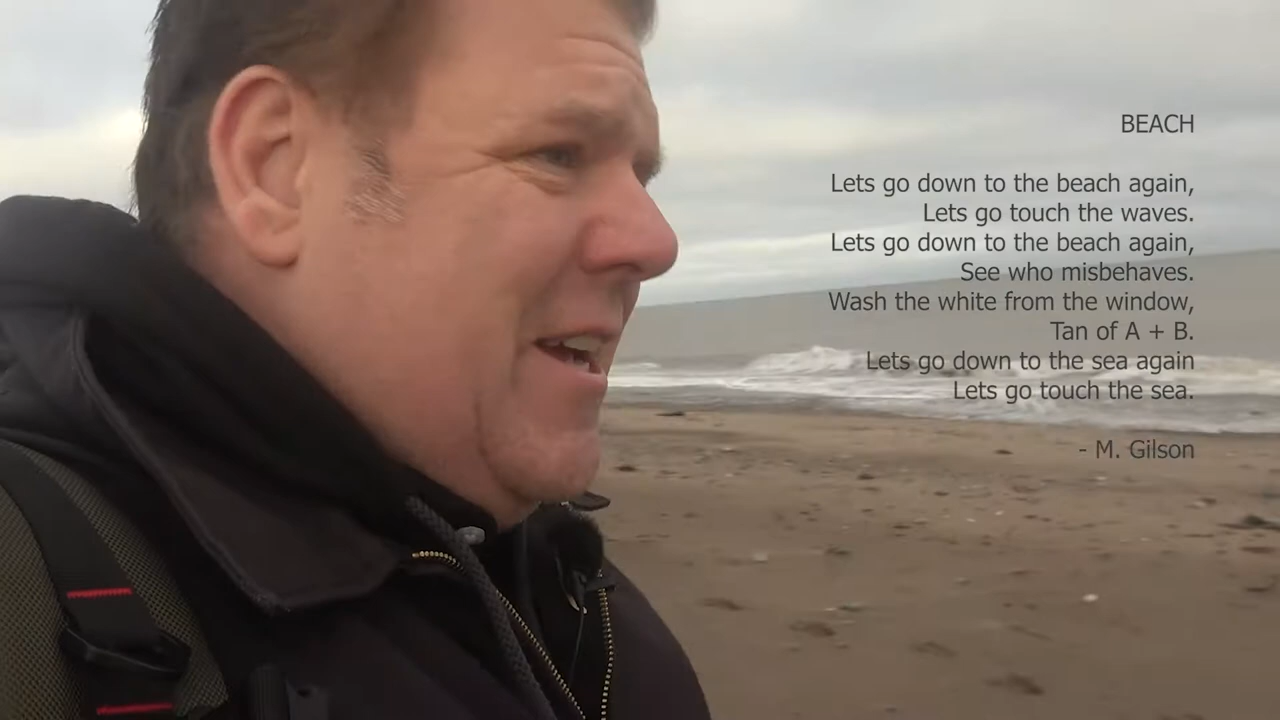 BEACH
Lets go down to the beach again,
Lets go touch the waves.
Lets go down to the beach again,
See who misbehaves.
Wash the white from the window,
Tan of A + B.
Lets go down to the sea again
Lets go touch the sea.
- M. Gilson